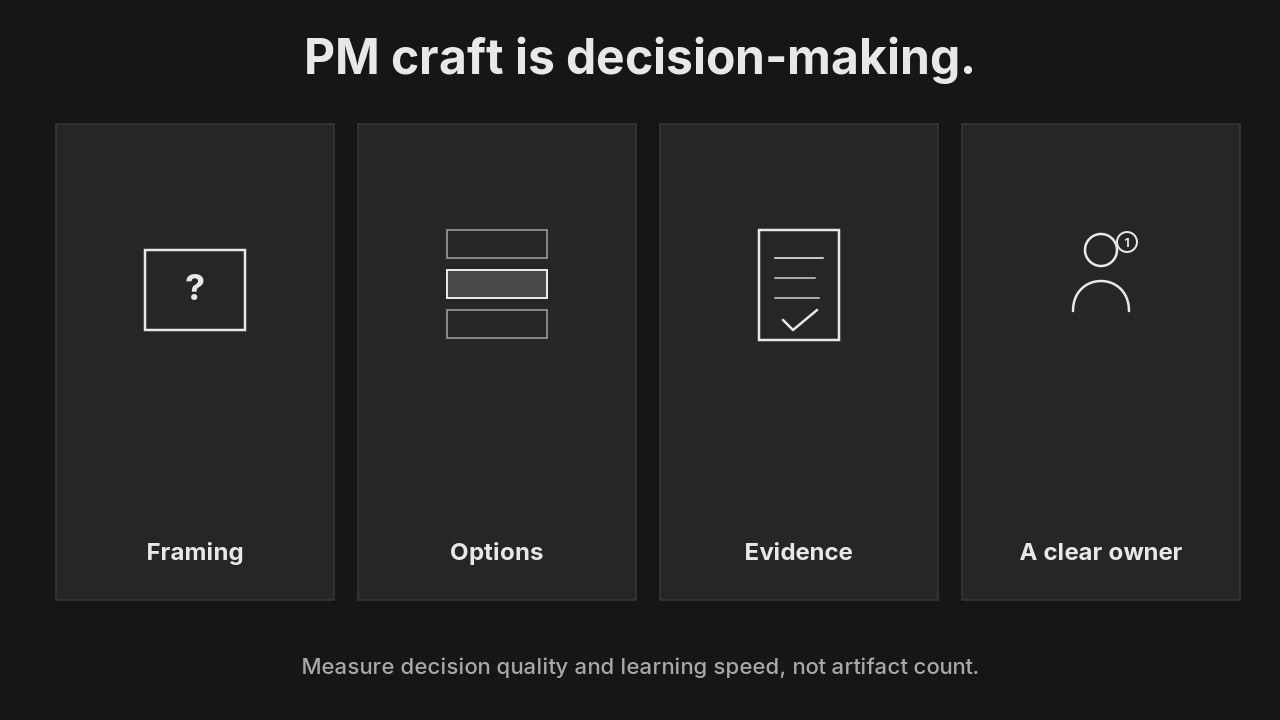 PM craft is decision-making.
?
1
Framing
Options
Evidence
A clear owner
Measure decision quality and learning speed, not artifact count.